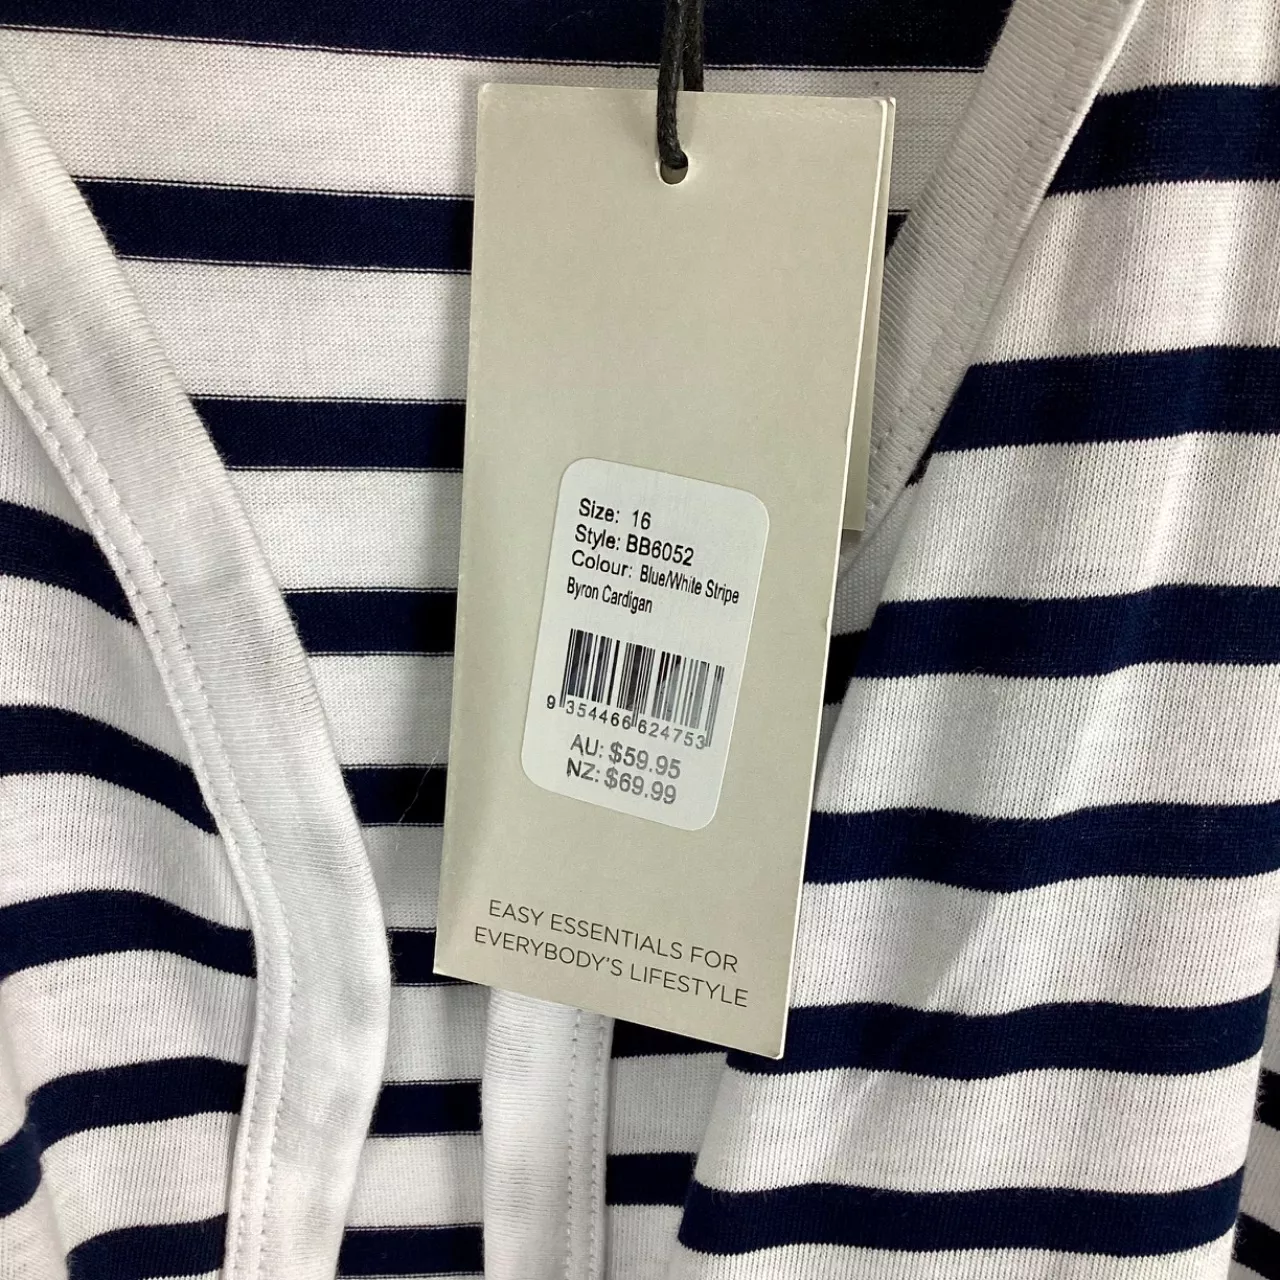 Size: 16
Style: BB6052
Colour: Blue/White Stripe
Byron Cardigan
9 354466 624753
AU: $59.95
NZ: $69.99
EASY ESSENTIALS FOR
EVERYBODY'S LIFESTYLE